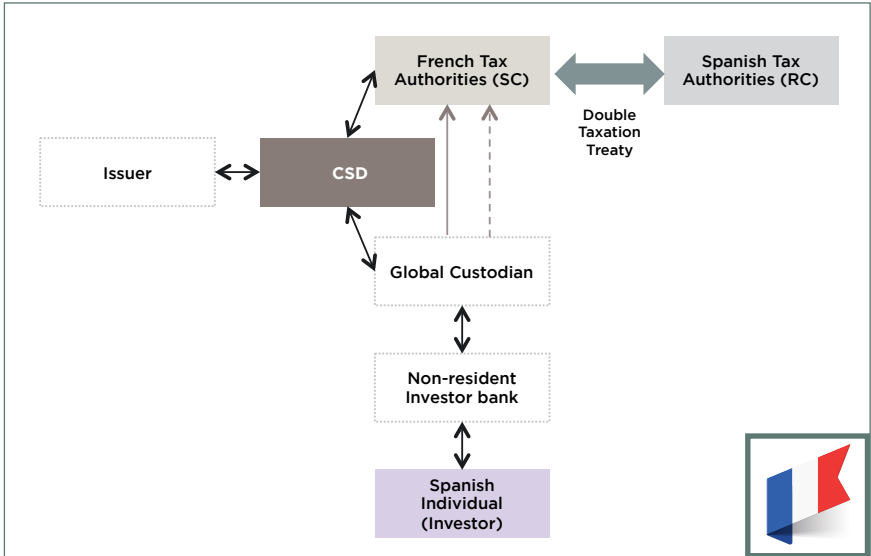 French Tax
Authorities (SC)
Spanish Tax
Authorities (RC)
Double
Taxation
Treaty
Issuer
CSD
Global Custodian
Non-resident
Investor bank
Spanish
Individual
(Investor)